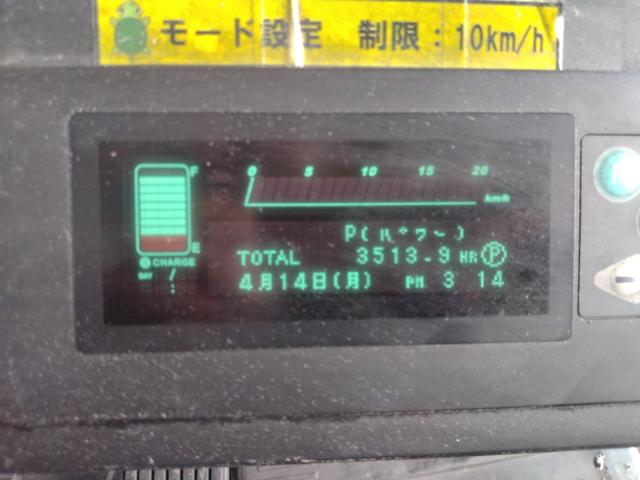 モード設定 制限：10km/h
F
0 5 10 15 20
km/h
E
P(パワー)
CHARGE
TOTAL 3513.9 HR P
DAY
4月14日(月) PM 3 14